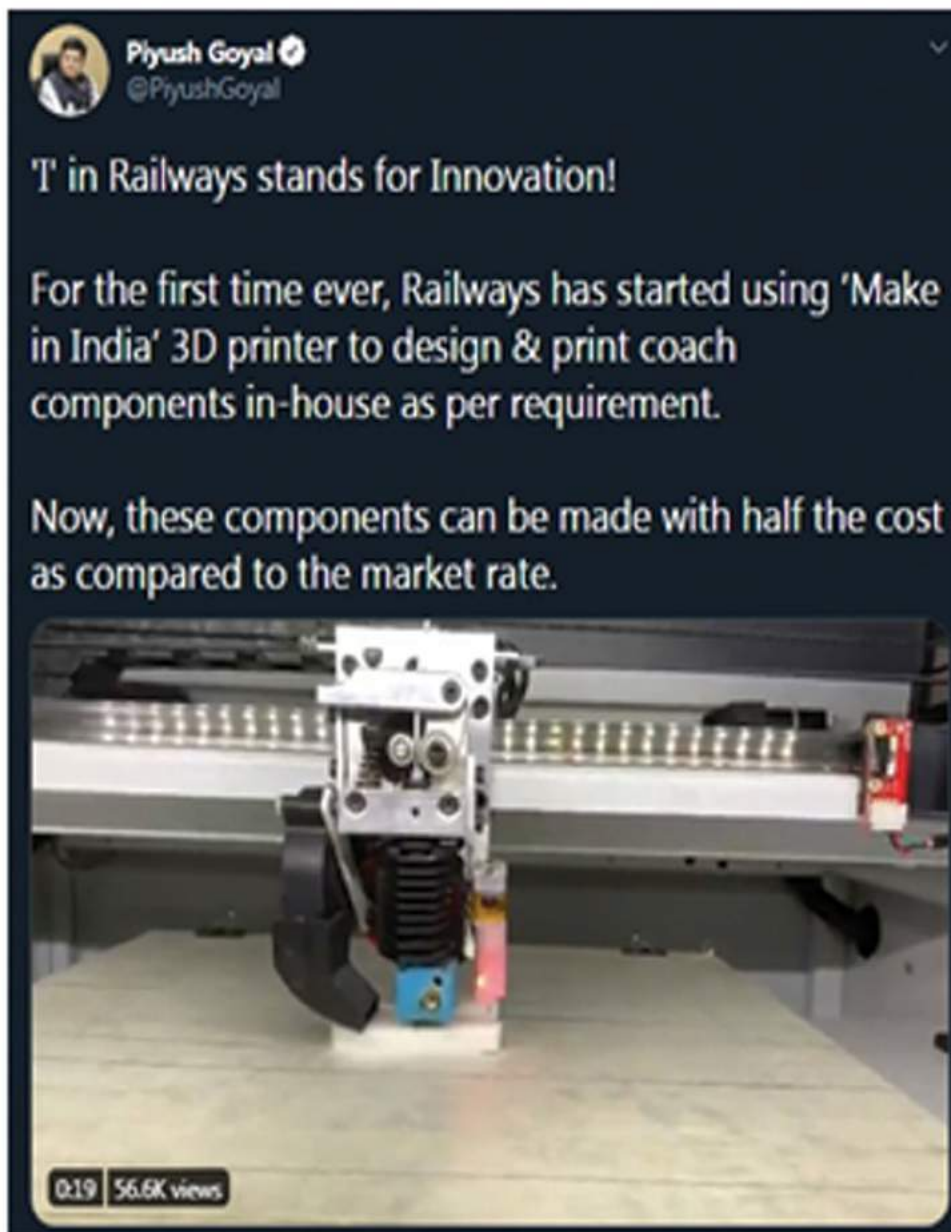 Piyush Goyal
@PiyushGoyal
'I' in Railways stands for Innovation!
For the first time ever, Railways has started using ‘Make
in India’ 3D printer to design & print coach
components in-house as per requirement.
Now, these components can be made with half the cost
as compared to the market rate.
0:19 56.6K views